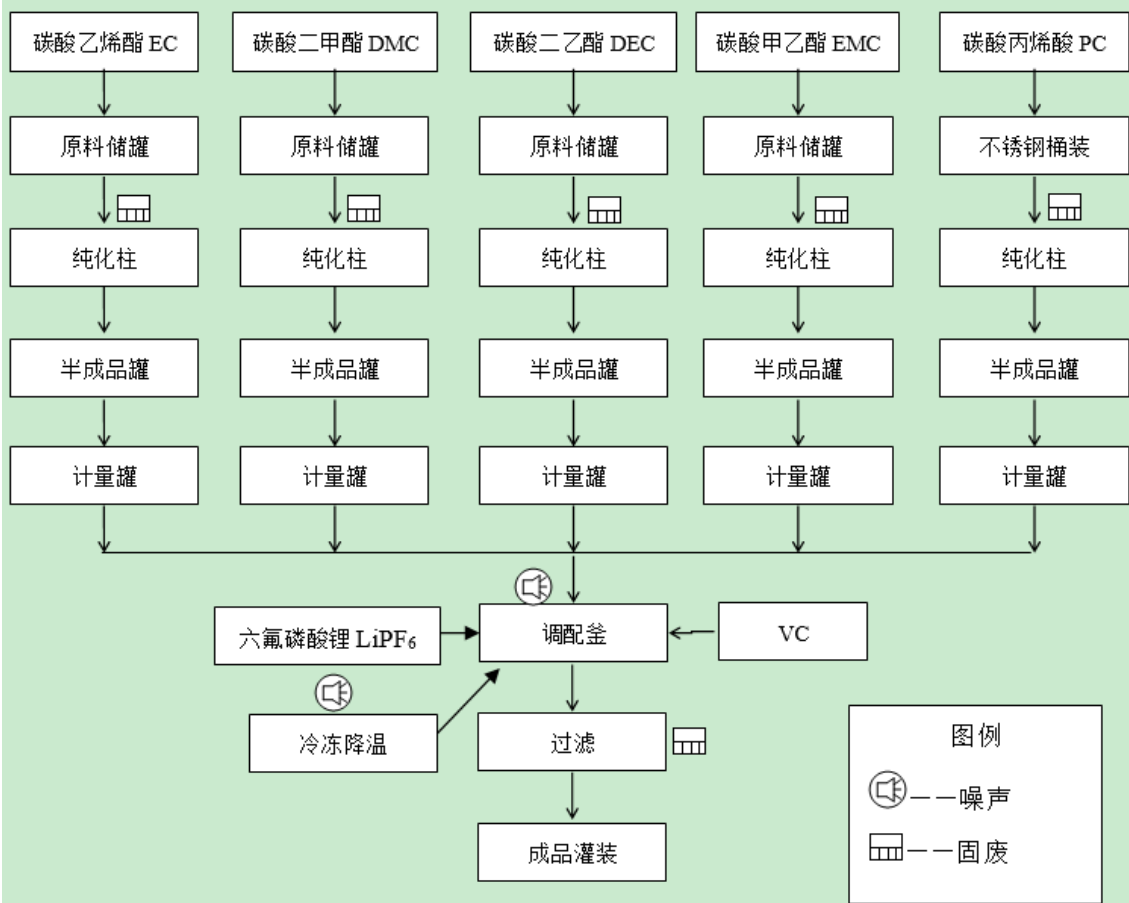 碳酸乙烯酯 EC
碳酸二甲酯 DMC
碳酸二乙酯 DEC
碳酸甲乙酯 EMC
碳酸丙烯酸 PC
原料储罐
原料储罐
原料储罐
原料储罐
不锈钢桶装
纯化柱
纯化柱
纯化柱
纯化柱
纯化柱
半成品罐
半成品罐
半成品罐
半成品罐
半成品罐
计量罐
计量罐
计量罐
计量罐
计量罐
六氟磷酸锂 LiPF₆
调配釜
VC
冷冻降温
过滤
成品灌装
图例
——噪声
——固废